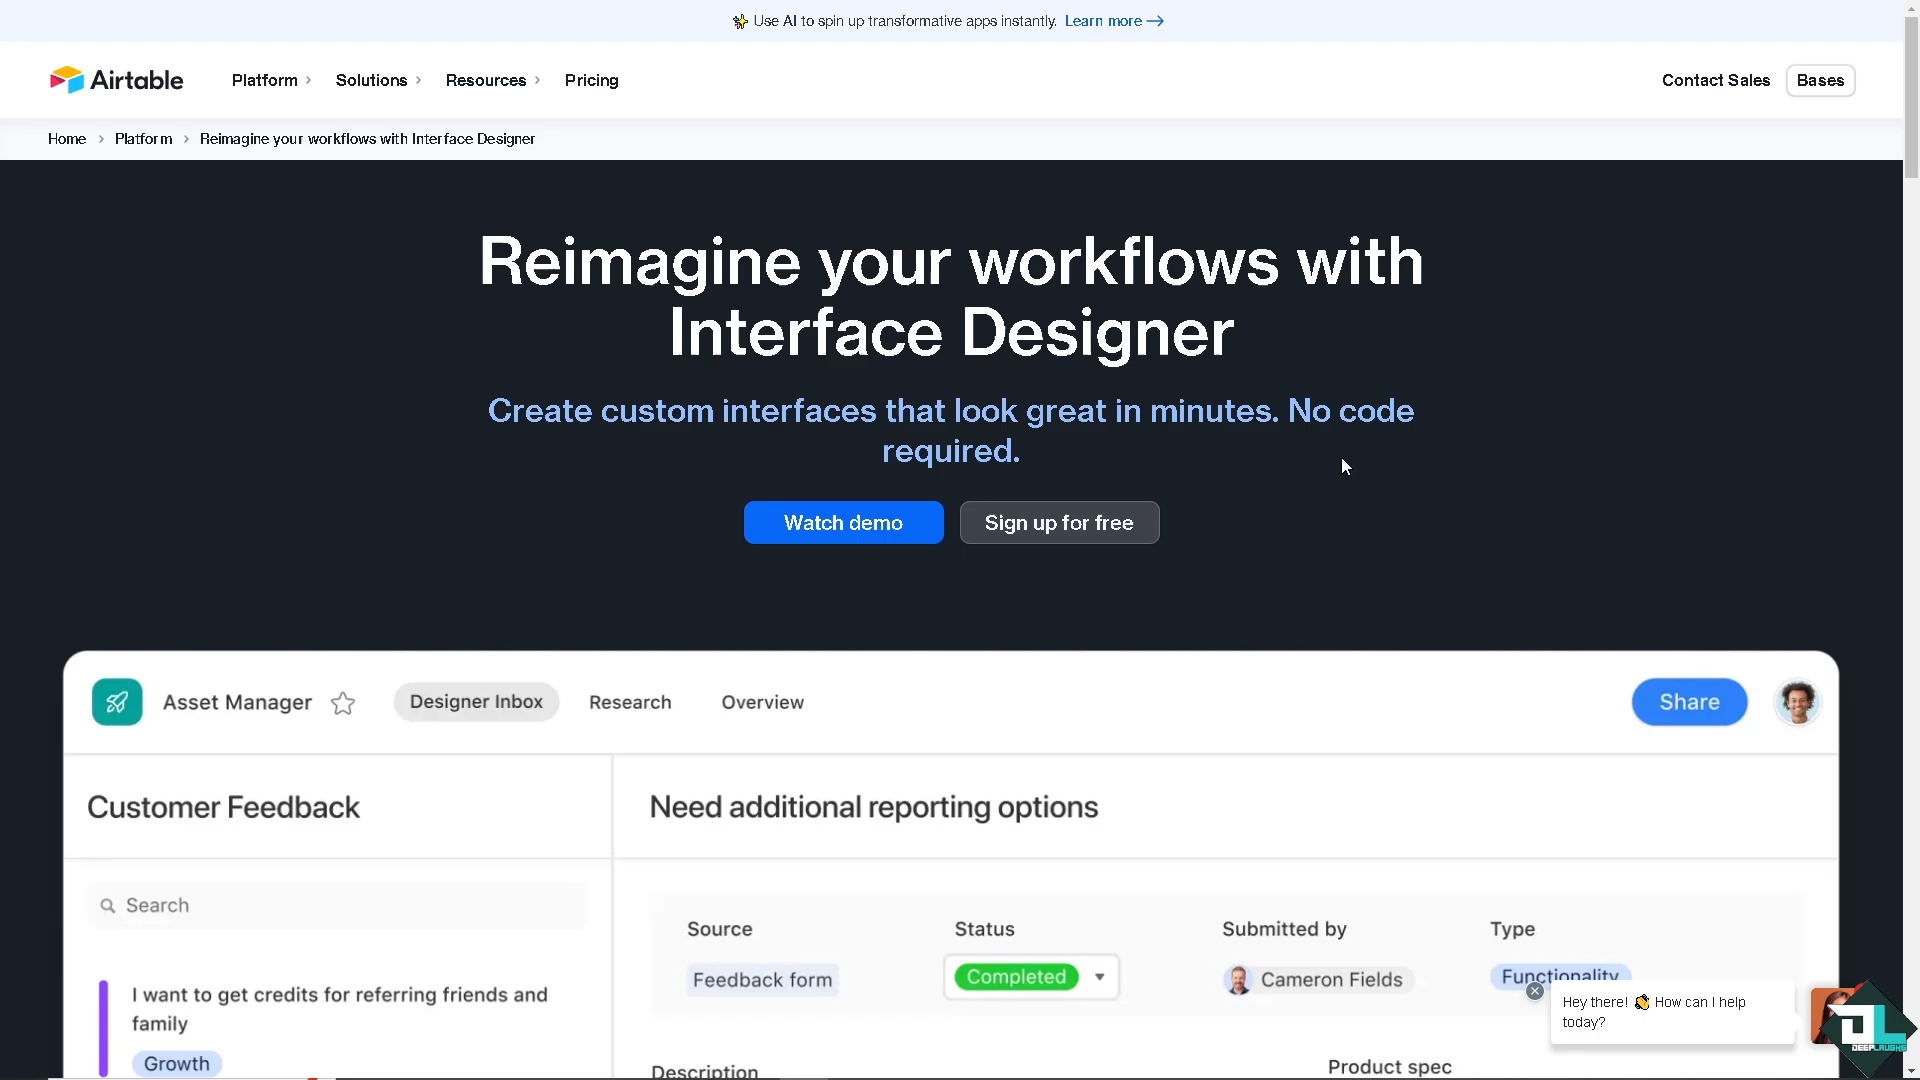 Use AI to spin up transformative apps instantly. Learn more
Airtable
Platform
Solutions
Resources
Pricing
Contact Sales
Bases
Home
Platform
Reimagine your workflows with Interface Designer
Reimagine your workflows with
Interface Designer
Create custom interfaces that look great in minutes. No code
required.
Watch demo
Sign up for free
Asset Manager
Designer Inbox
Research
Overview
Share
Customer Feedback
Need additional reporting options
Search
Source
Status
Submitted by
Type
Feedback form
Completed
Cameron Fields
Functionality
I want to get credits for referring friends and
family
Growth
Description
Product spec
Hey there! 👋 How can I help
today?
DEEPLAUGHS